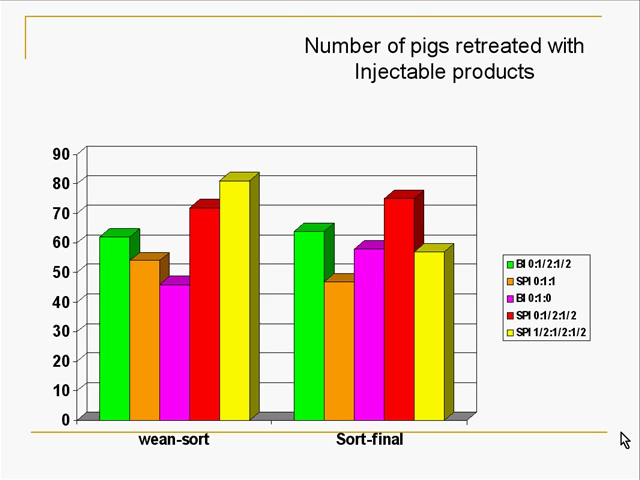 Number of pigs retreated with
Injectable products
90
80
70
60
50
40
30
20
10
0
wean-sort
Sort-final
BI 0:1/2:1/2
SPI 0:1:1
BI 0:1:0
SPI 0:1/2:1/2
SPI 1/2:1/2:1/2